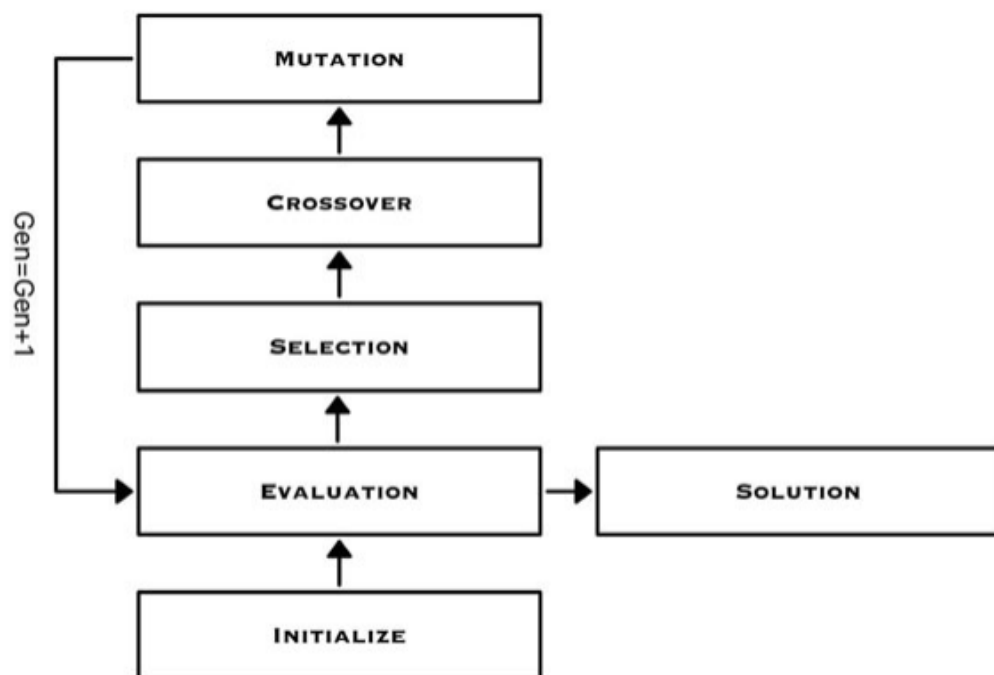 MUTATION
CROSSOVER
Gen=Gen+1
SELECTION
EVALUATION
SOLUTION
INITIALIZE